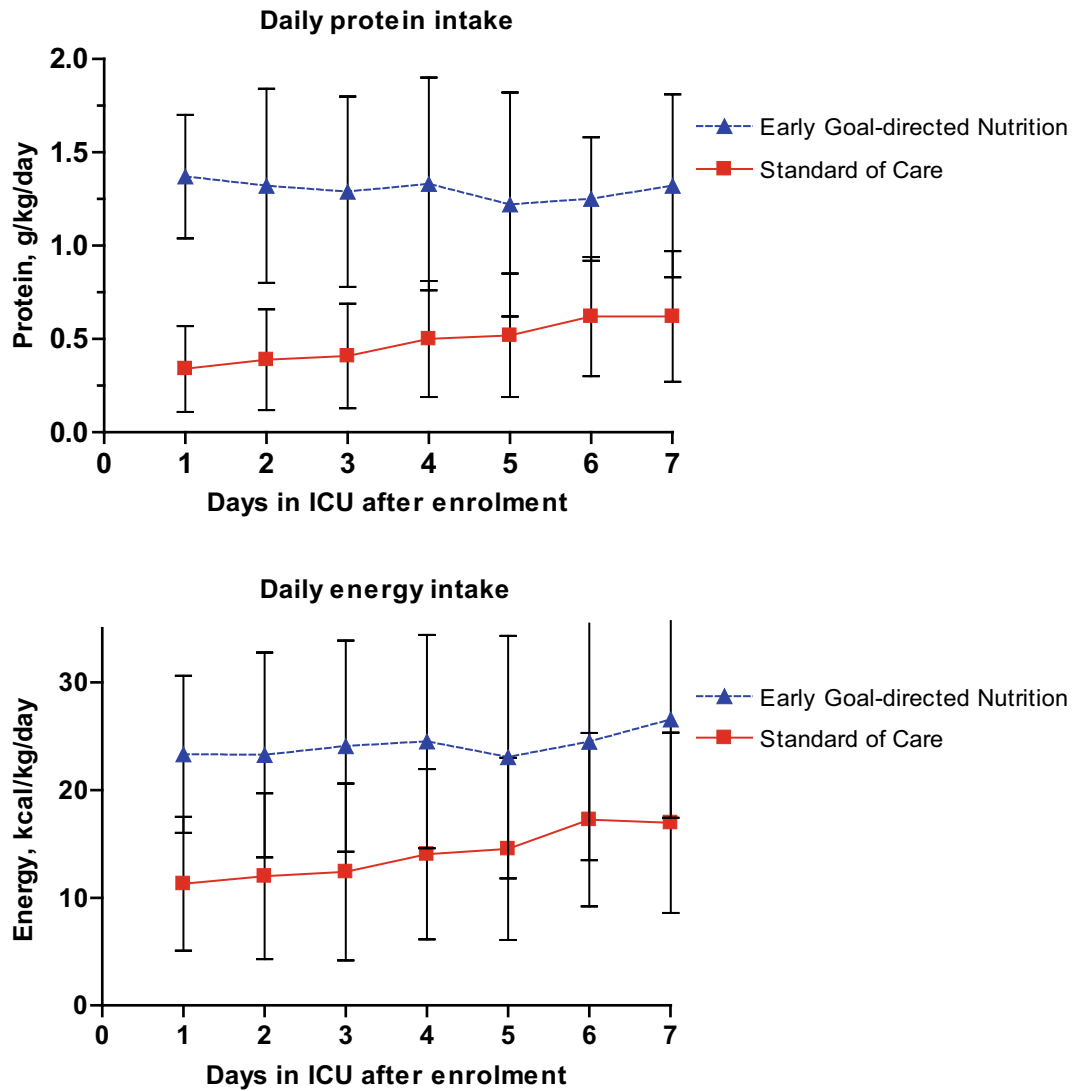 Daily protein intake
2.0
1.5
1.0
0.5
0.0
Protein, g/kg/day
0 1 2 3 4 5 6 7
Days in ICU after enrolment
Early Goal-directed Nutrition
Standard of Care
Daily energy intake
30
20
10
0
Energy, kcal/kg/day
0 1 2 3 4 5 6 7
Days in ICU after enrolment
Early Goal-directed Nutrition
Standard of Care